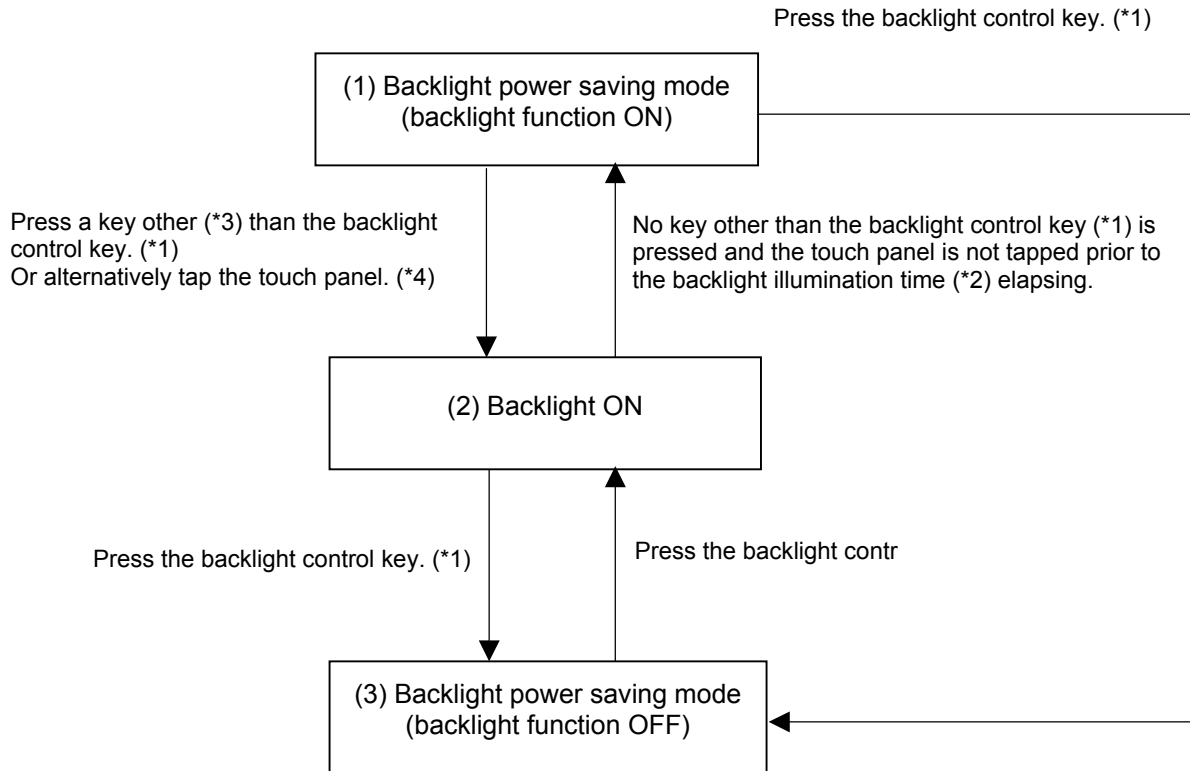 Press the backlight control key. (*1)
(1) Backlight power saving mode
(backlight function ON)
Press a key other (*3) than the backlight
control key. (*1)
Or alternatively tap the touch panel. (*4)
No key other than the backlight control key (*1) is
pressed and the touch panel is not tapped prior to
the backlight illumination time (*2) elapsing.
(2) Backlight ON
Press the backlight control key. (*1)
Press the backlight contr
(3) Backlight power saving mode
(backlight function OFF)